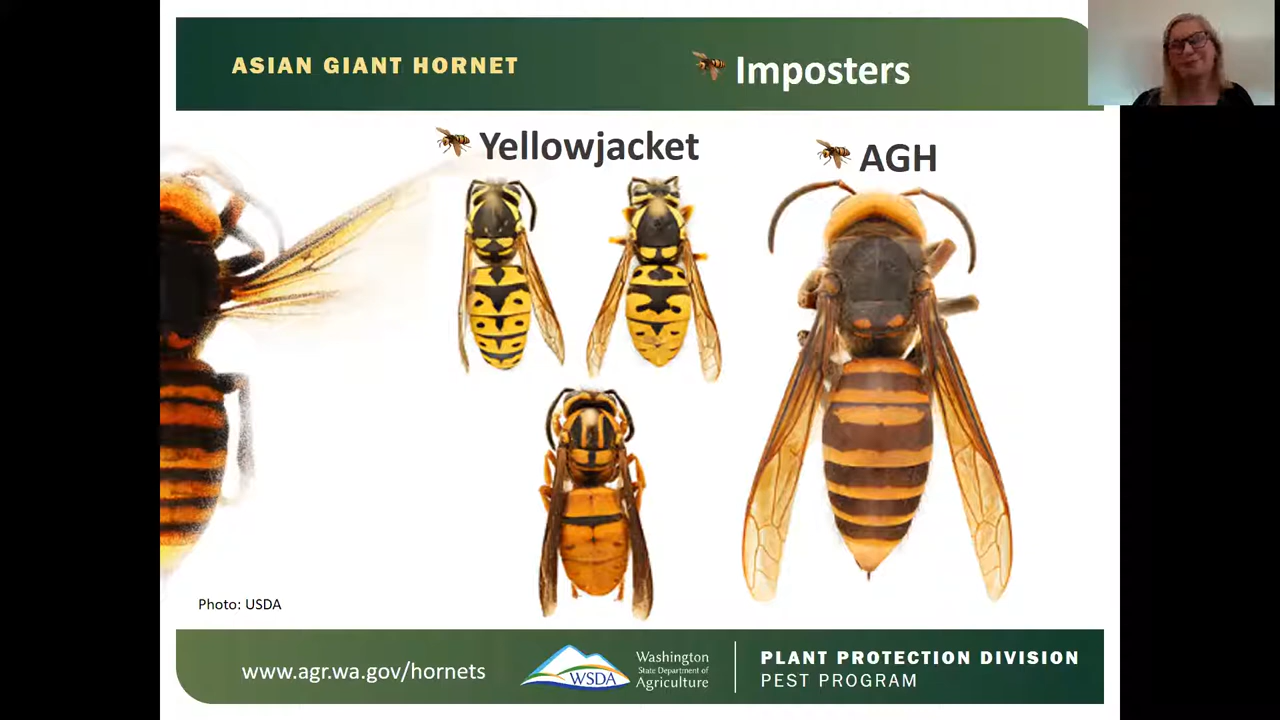 ASIAN GIANT HORNET
Imposters
Yellowjacket
AGH
Photo: USDA
www.agr.wa.gov/hornets
WSDA
Washington
State Department of
Agriculture
PLANT PROTECTION DIVISION
PEST PROGRAM